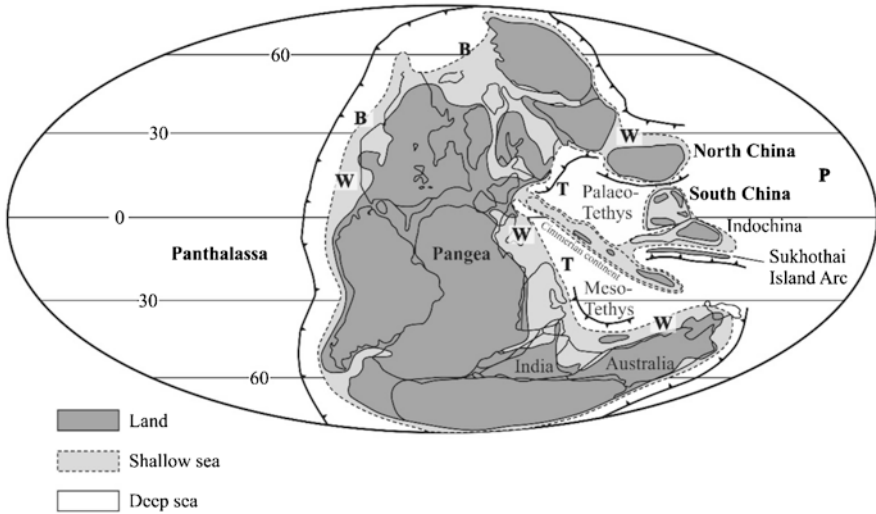 60
B
B
30
W
North China
W
P
T
Palaeo-
Tethys
South China
0
W
Indochina
Cimmerian continent
Panthalassa
Pangea
T
Sukhothai
Island Arc
Meso-
Tethys
30
W
India
Australia
60
Land
Shallow sea
Deep sea